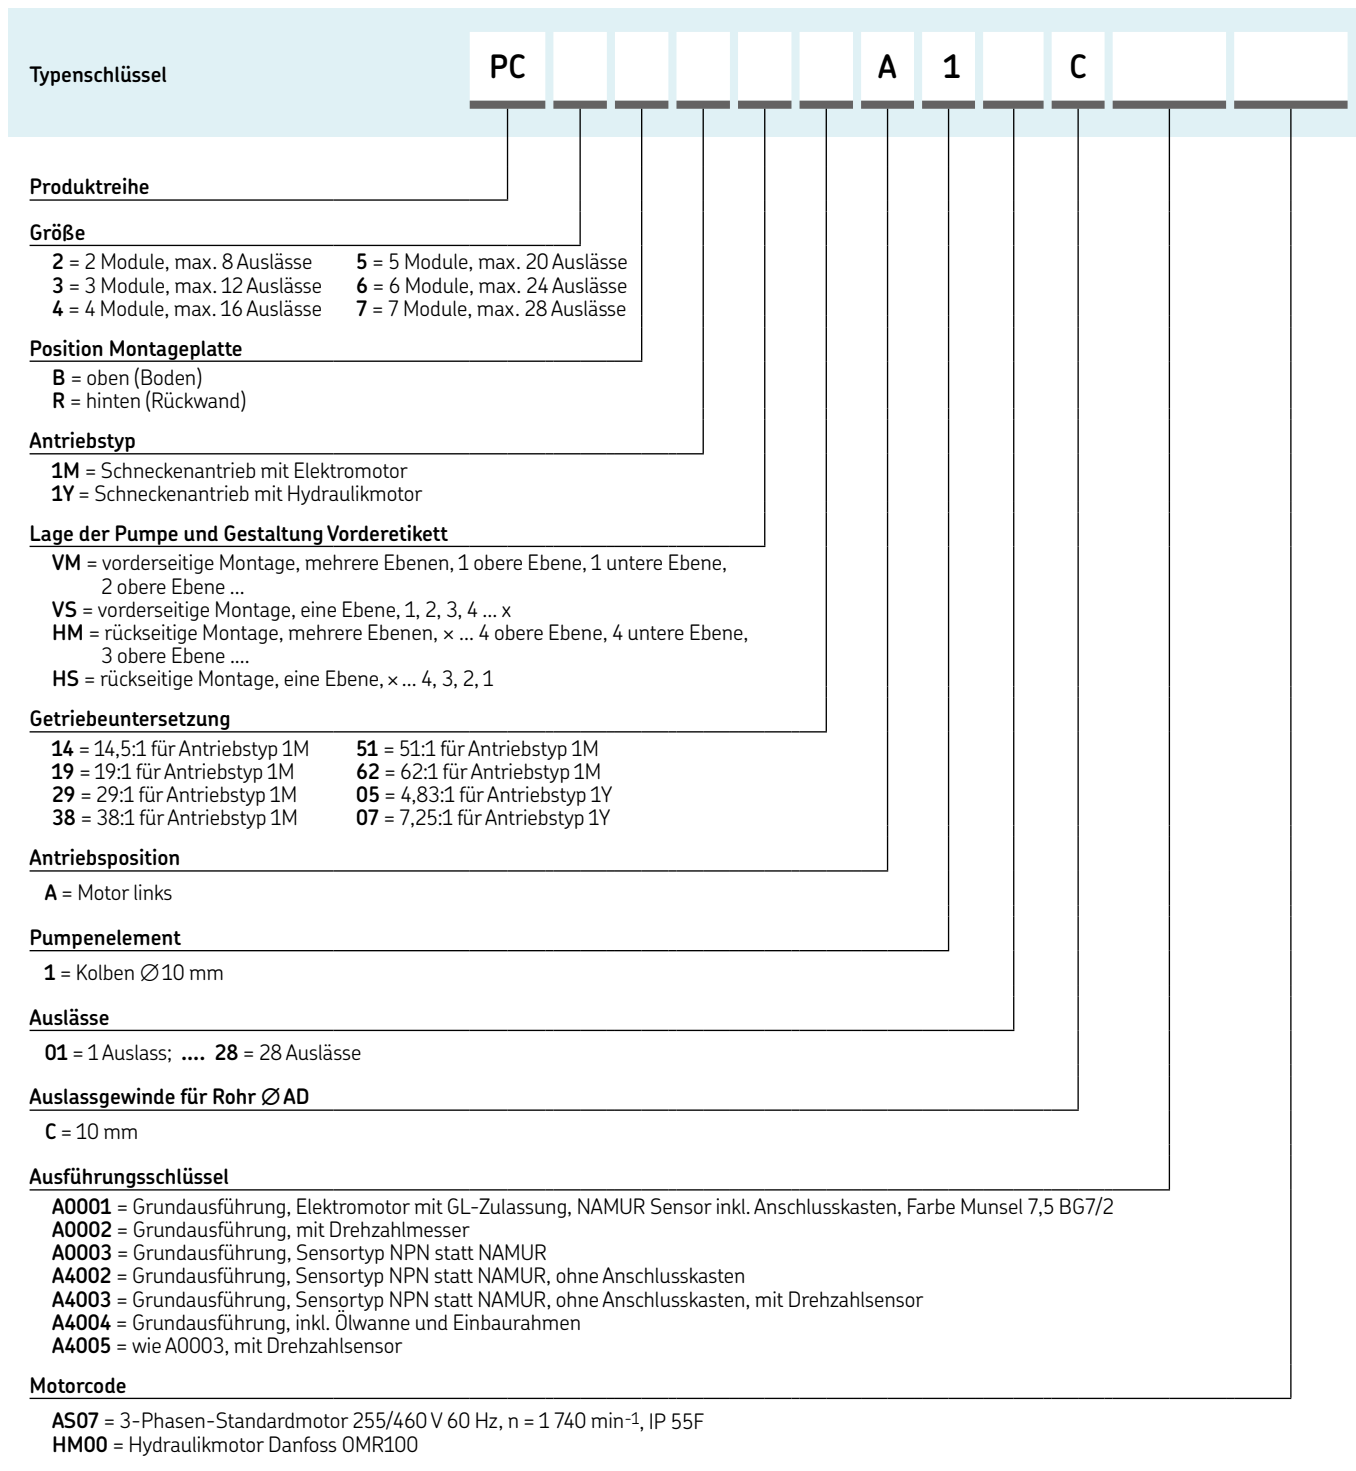 Typenschlüssel PC A 1 C
Produktreihe
Größe
2 = 2 Module, max. 8 Auslässe 5 = 5 Module, max. 20 Auslässe
3 = 3 Module, max. 12 Auslässe 6 = 6 Module, max. 24 Auslässe
4 = 4 Module, max. 16 Auslässe 7 = 7 Module, max. 28 Auslässe
Position Montageplatte
B = oben (Boden)
R = hinten (Rückwand)
Antriebstyp
1M = Schneckenantrieb mit Elektromotor
1Y = Schneckenantrieb mit Hydraulikmotor
Lage der Pumpe und Gestaltung Vorderetikett
VM = vorderseitige Montage, mehrere Ebenen, 1 obere Ebene, 1 untere Ebene,
2 obere Ebene ...
VS = vorderseitige Montage, eine Ebene, 1, 2, 3, 4 ... x
HM = rückseitige Montage, mehrere Ebenen, × ... 4 obere Ebene, 4 untere Ebene,
3 obere Ebene ....
HS = rückseitige Montage, eine Ebene, × ... 4, 3, 2, 1
Getriebeuntersetzung
14 = 14,5:1 für Antriebstyp 1M 51 = 51:1 für Antriebstyp 1M
19 = 19:1 für Antriebstyp 1M 62 = 62:1 für Antriebstyp 1M
29 = 29:1 für Antriebstyp 1M 05 = 4,83:1 für Antriebstyp 1Y
38 = 38:1 für Antriebstyp 1M 07 = 7,25:1 für Antriebstyp 1Y
Antriebsposition
A = Motor links
Pumpenelement
1 = Kolben ∅ 10 mm
Auslässe
01 = 1 Auslass; .... 28 = 28 Auslässe
Auslassgewinde für Rohr ∅ AD
C = 10 mm
Ausführungsschlüssel
A0001 = Grundausführung, Elektromotor mit GL-Zulassung, NAMUR Sensor inkl. Anschlusskasten, Farbe Munsel 7,5 BG7/2
A0002 = Grundausführung, mit Drehzahlmesser
A0003 = Grundausführung, Sensortyp NPN statt NAMUR
A4002 = Grundausführung, Sensortyp NPN statt NAMUR, ohne Anschlusskasten
A4003 = Grundausführung, Sensortyp NPN statt NAMUR, ohne Anschlusskasten, mit Drehzahlsensor
A4004 = Grundausführung, inkl. Ölwanne und Einbaurahmen
A4005 = wie A0003, mit Drehzahlsensor
Motorcode
AS07 = 3-Phasen-Standardmotor 255/460 V 60 Hz, n = 1 740 min⁻¹, IP 55F
HM00 = Hydraulikmotor Danfoss OMR100